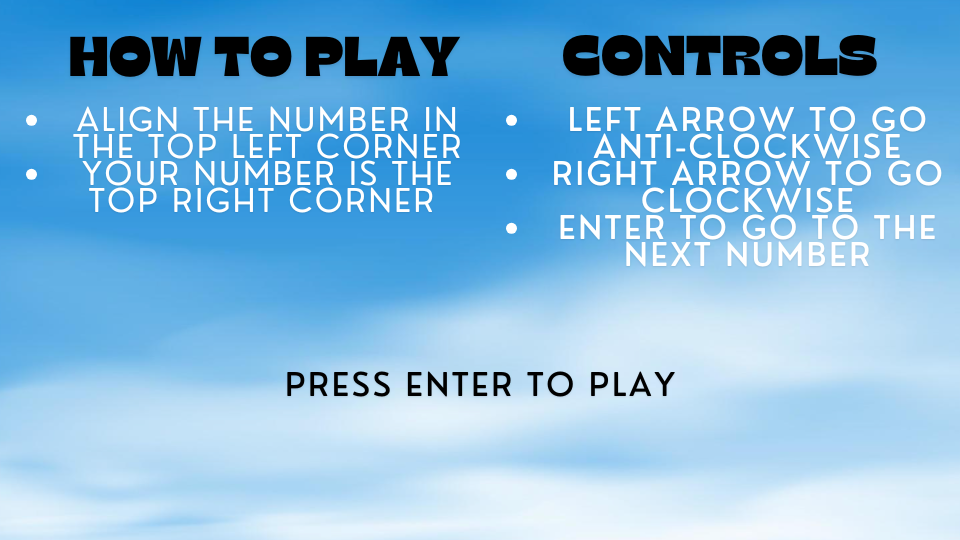 HOW TO PLAY
ALIGN THE NUMBER IN
THE TOP LEFT CORNER
YOUR NUMBER IS THE
TOP RIGHT CORNER
CONTROLS
LEFT ARROW TO GO
ANTI-CLOCKWISE
RIGHT ARROW TO GO
CLOCKWISE
ENTER TO GO TO THE
NEXT NUMBER
PRESS ENTER TO PLAY